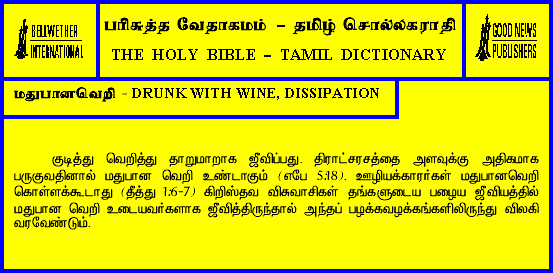 BELLWETHER
INTERNATIONAL
பரிசுத்த வேதாகமம் – தமிழ் சொல்லகராதி
THE HOLY BIBLE – TAMIL DICTIONARY
GOOD NEWS
PUBLISHERS
மதுபானவெறி - DRUNK WITH WINE, DISSIPATION
குடித்து வெறித்து தாறுமாறாக ஜீவிப்பது. திராட்சரசத்தை அளவுக்கு அதிகமாக
பருகுவதினால் மதுபான வெறி உண்டாகும் (எபே 5:18). ஊழியக்காரர்கள் மதுபானவெறி
கொள்ளக்கூடாது (தீத்து 1:6-7) கிறிஸ்தவ விசுவாசிகள் தங்களுடைய பழைய ஜீவியத்தில்
மதுபான வெறி உடையவர்களாக ஜீவித்திருந்தால் அந்தப் பழக்கவழக்கங்களிலிருந்து விலகி
வரவேண்டும்.